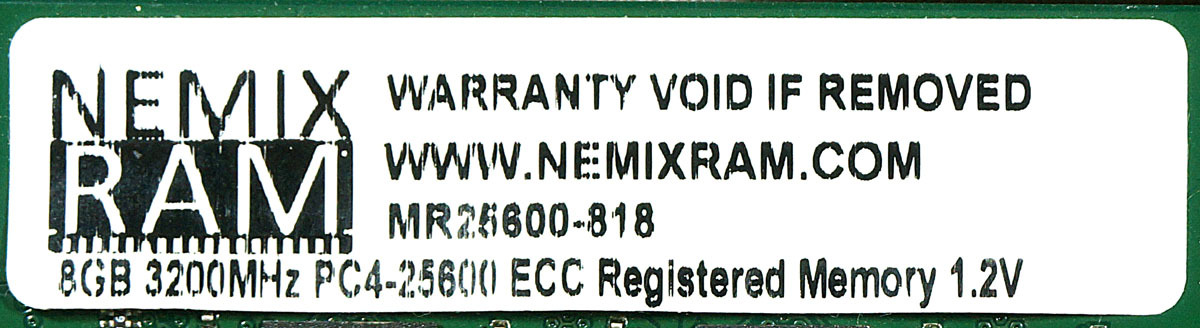 NEMIX
RAM
WARRANTY VOID IF REMOVED
WWW.NEMIXRAM.COM
MR25600-818
8GB 3200MHz PC4-25600 ECC Registered Memory 1.2V